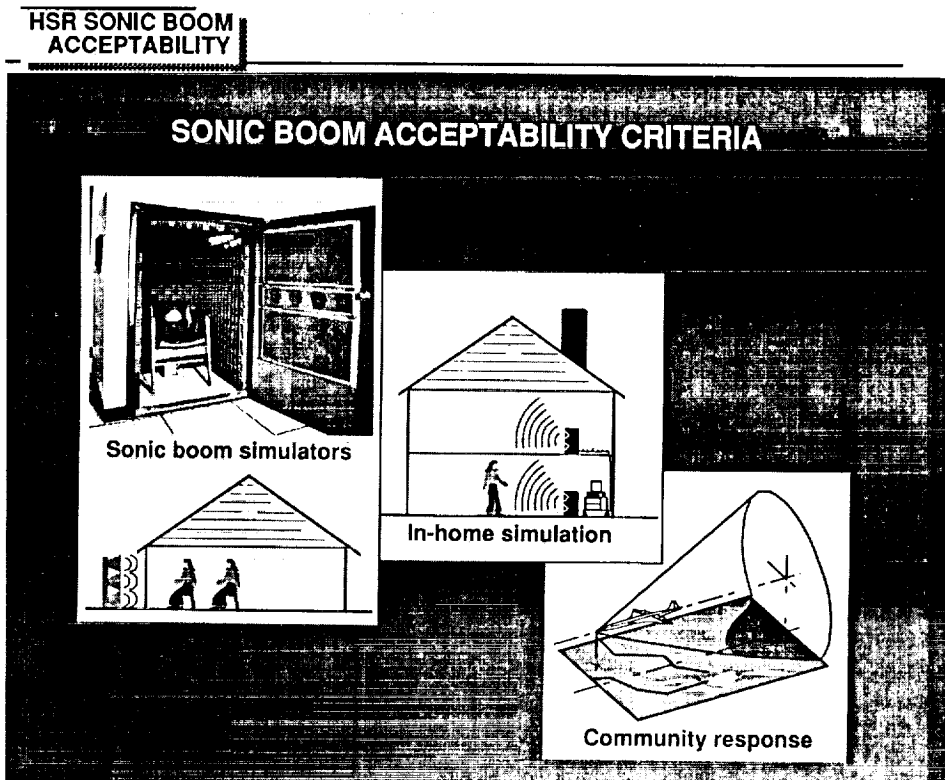 HSR SONIC BOOM
ACCEPTABILITY
SONIC BOOM ACCEPTABILITY CRITERIA
Sonic boom simulators
In-home simulation
Community response